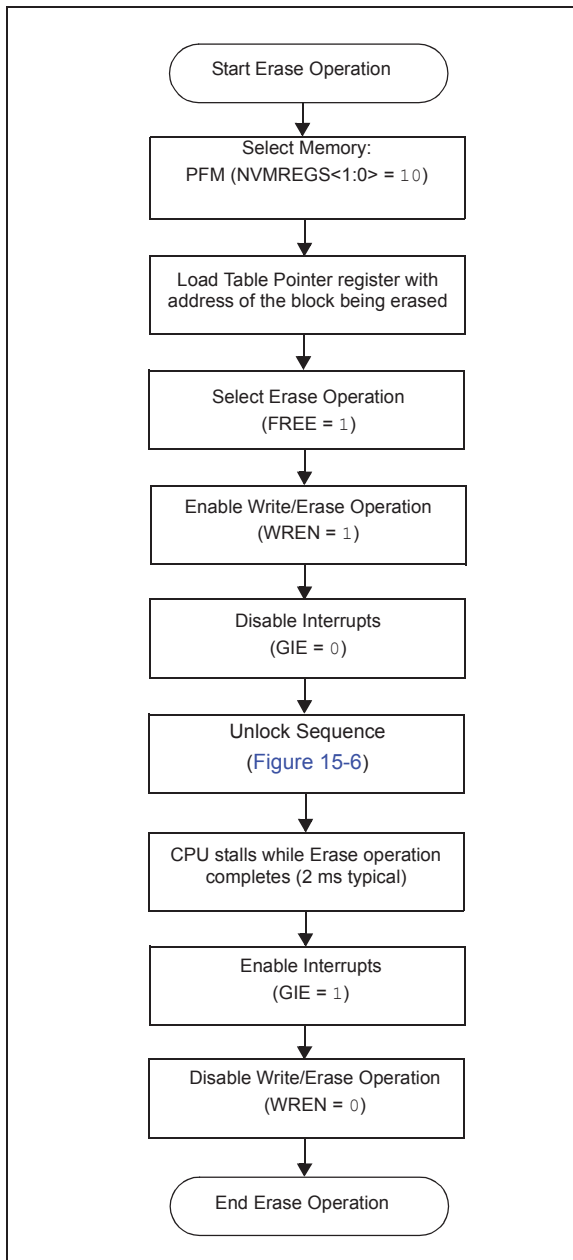 Start Erase Operation
Select Memory:
PFM (NVMREGS<1:0> = 10)
Load Table Pointer register with
address of the block being erased
Select Erase Operation
(FREE = 1)
Enable Write/Erase Operation
(WREN = 1)
Disable Interrupts
(GIE = 0)
Unlock Sequence
(Figure 15-6)
CPU stalls while Erase operation
completes (2 ms typical)
Enable Interrupts
(GIE = 1)
Disable Write/Erase Operation
(WREN = 0)
End Erase Operation